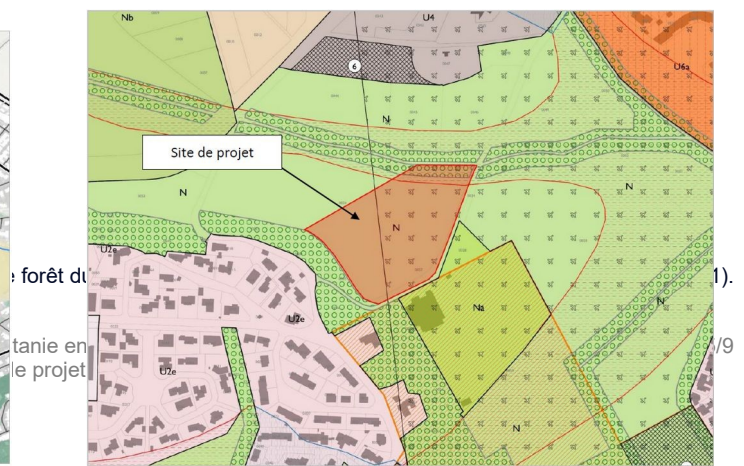 Nb
U4
6
U6a
N
Site de projet
N
N
N
U2e
forêt du
1).
Na
N
U2e
tanie en
/9
le projet
U2e
N
N